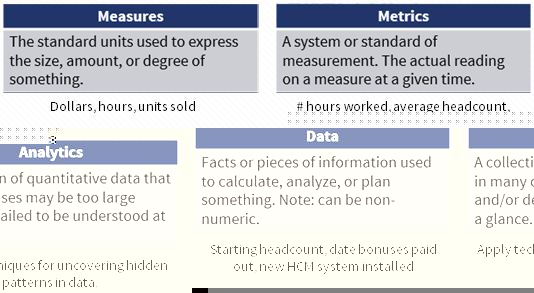 Measures
The standard units used to express
the size, amount, or degree of
something.
Dollars, hours, units sold
Metrics
A system or standard of
measurement. The actual reading
on a measure at a given time.
# hours worked, average headcount,
Analytics
n of quantitative data that
ses may be too large
ailed to be understood at
niques for uncovering hidden
patterns in data.
Data
Facts or pieces of information used
to calculate, analyze, or plan
something. Note: can be non-
numeric.
Starting headcount, date bonuses paid
out, new HCM system installed
A collecti
in many
and/or de
a glance.
Apply tec